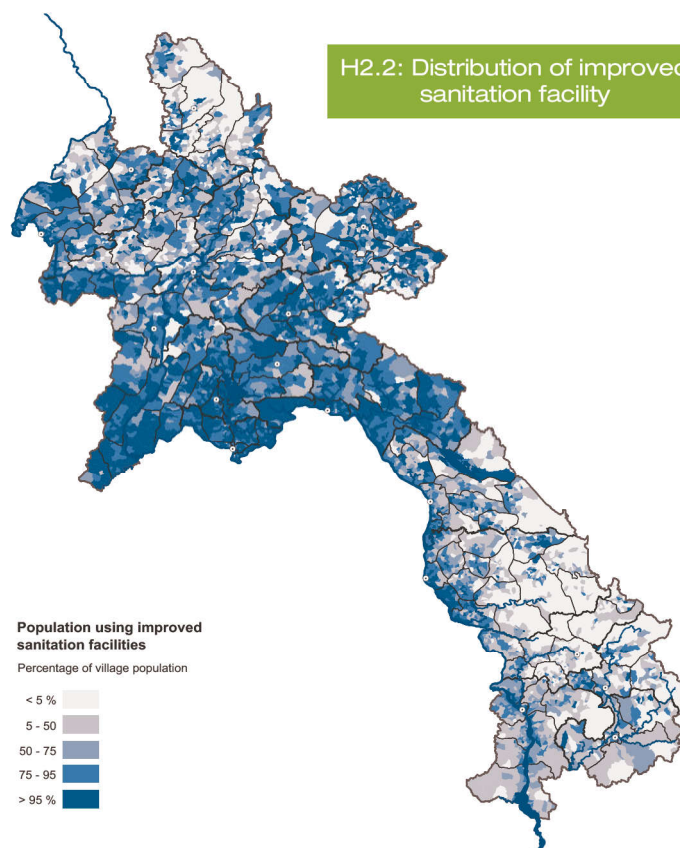 H2.2: Distribution of improved
sanitation facility
Population using improved
sanitation facilities
Percentage of village population
< 5 %
5 - 50
50 - 75
75 - 95
> 95 %